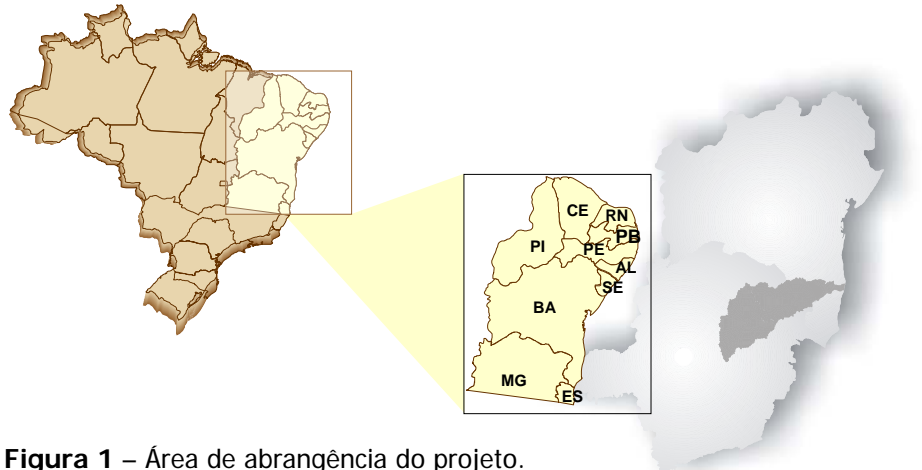 CE
RN
PB
PI
PE
AL
SE
BA
MG
ES
Figura 1 – Área de abrangência do projeto.